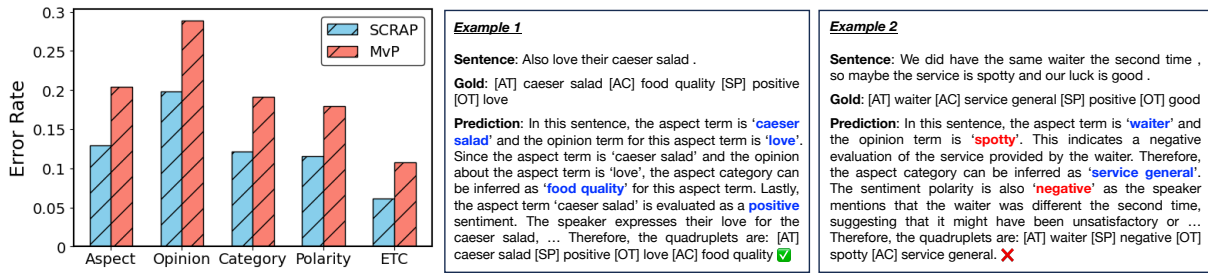 0.3
0.25
0.2
0.15
0.1
0.05
0
Error Rate
SCRAP
MvP
Aspect Opinion Category Polarity ETC
Example 1
Sentence: Also love their caeser salad .
Gold: [AT] caeser salad [AC] food quality [SP] positive
[OT] love
Prediction: In this sentence, the aspect term is ‘caeser
salad’ and the opinion term for this aspect term is ‘love’.
Since the aspect term is ‘caeser salad’ and the opinion
about the aspect term is ‘love’, the aspect category can
be inferred as ‘food quality’ for this aspect term. Lastly,
the aspect term ‘caeser salad’ is evaluated as a positive
sentiment. The speaker expresses their love for the
caeser salad, … Therefore, the quadruplets are: [AT]
caeser salad [SP] positive [OT] love [AC] food quality ✅
Example 2
Sentence: We did have the same waiter the second time ,
so maybe the service is spotty and our luck is good .
Gold: [AT] waiter [AC] service general [SP] positive [OT] good
Prediction: In this sentence, the aspect term is ‘waiter’ and
the opinion term is ‘spotty’. This indicates a negative
evaluation of the service provided by the waiter. Therefore,
the aspect category can be inferred as ‘service general’.
The sentiment polarity is also ‘negative’ as the speaker
mentions that the waiter was different the second time,
suggesting that it might have been unsatisfactory or …
Therefore, the quadruplets are: [AT] waiter [SP] negative [OT]
spotty [AC] service general. ❌